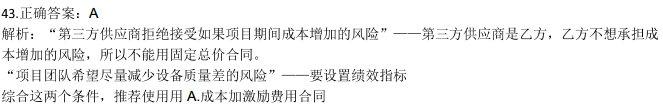 43.正确答案：A
解析：“第三方供应商拒绝接受如果项目期间成本增加的风险”——第三方供应商是乙方，乙方不想承担成
本增加的风险，所以不能用固定总价合同。
“项目团队希望尽量减少设备质量差的风险”——要设置绩效指标
综合这两个条件，推荐使用用 A.成本加激励费用合同